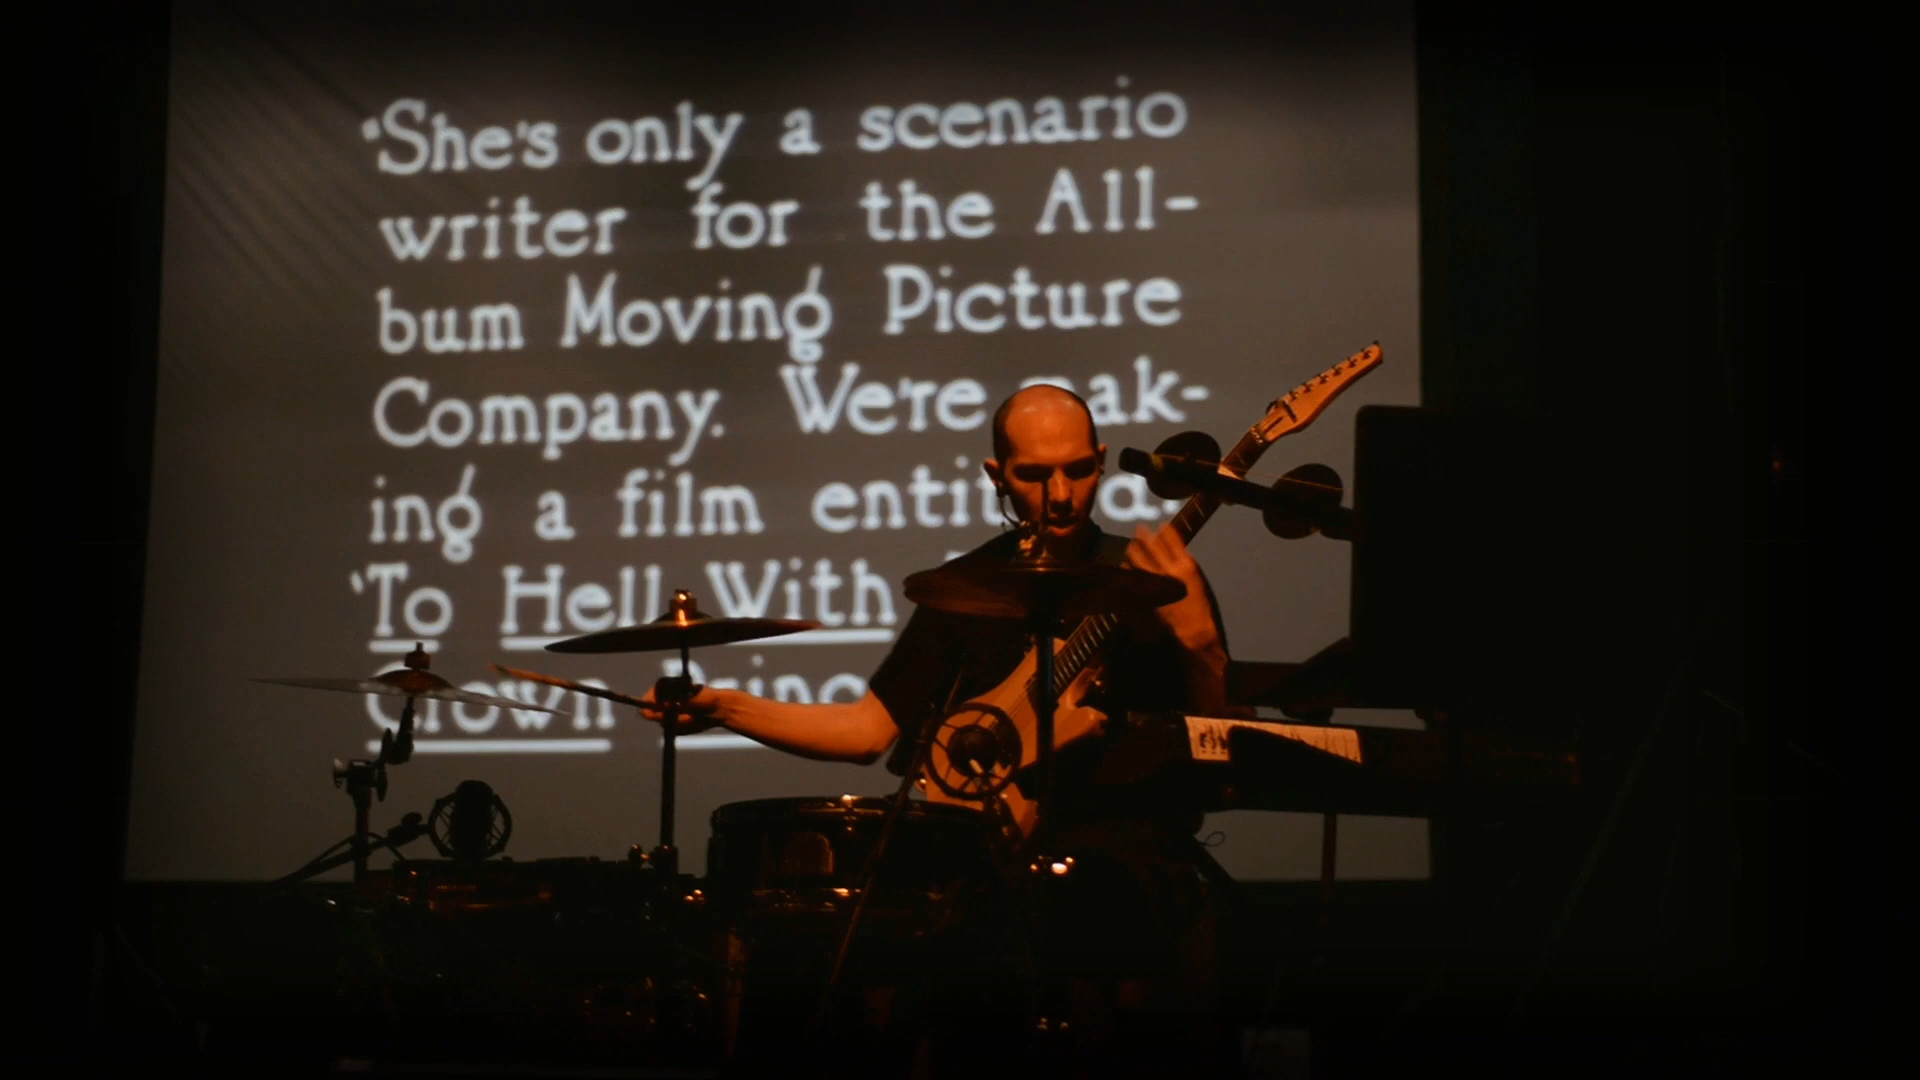 "She's only a scenario
writer for the All-
bum Moving Picture
Company. We're
ing a film
'To Hell With
Crown